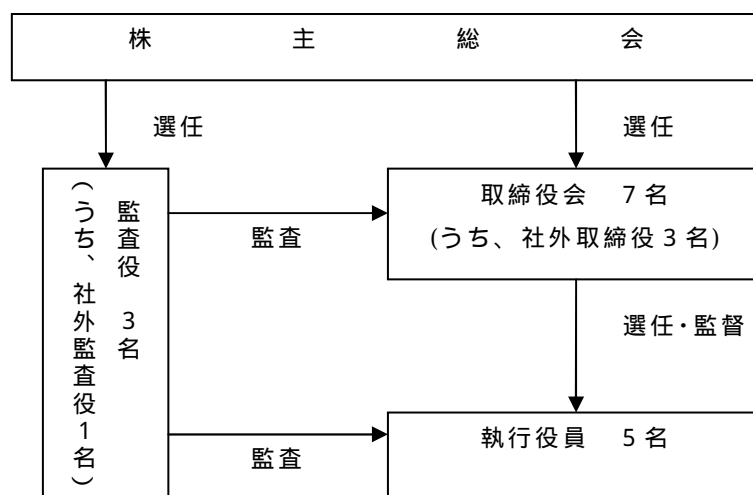 株主総会
選任
選任
監査役 3名
(うち、社外監査役1名)
監査
取締役会 7名
(うち、社外取締役3名)
選任・監督
監査
執行役員 5名